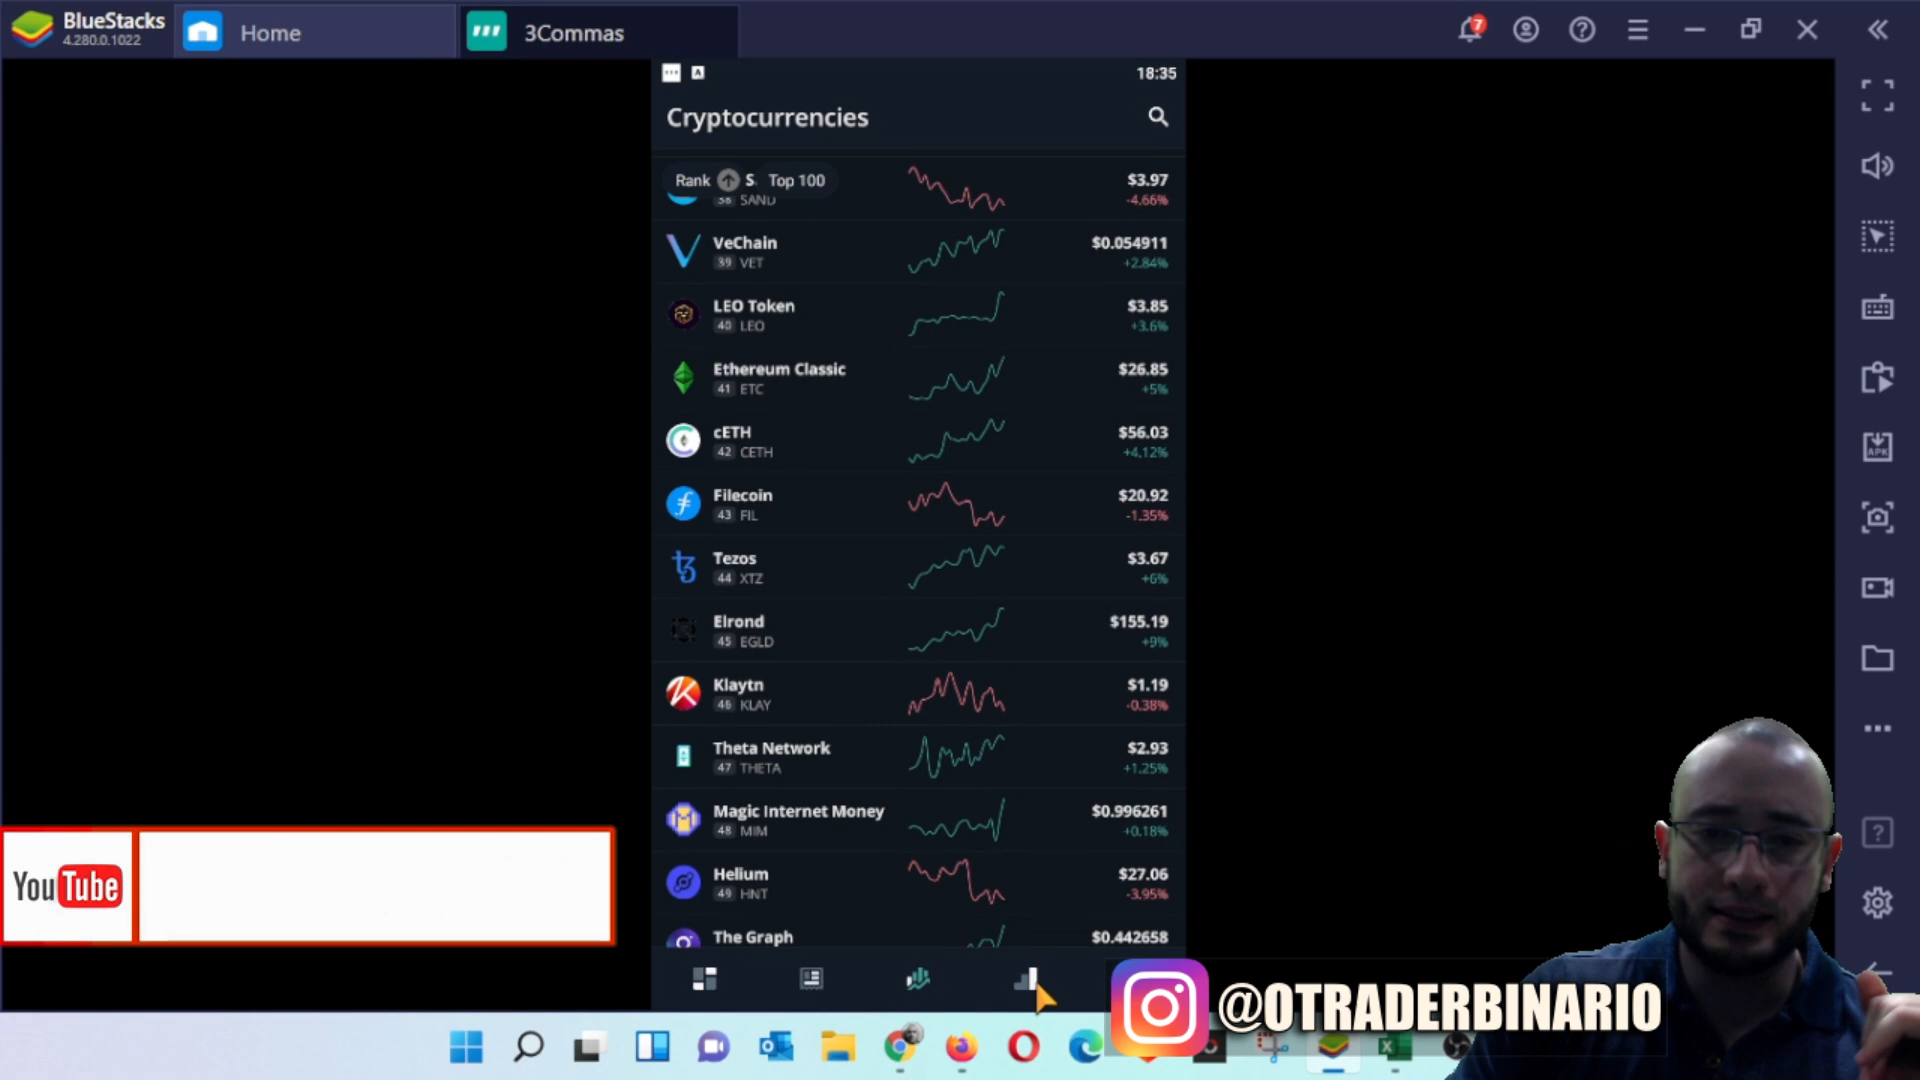 BlueStacks
4.280.0.1022
Home
3Commas
7
18:35
Cryptocurrencies
Rank S. Top 100
38 SAND
$3.97
-4.66%
VeChain
39 VET
$0.054911
+2.84%
LEO Token
40 LEO
$3.85
+3.6%
Ethereum Classic
41 ETC
$26.85
+5%
cETH
42 CETH
$56.03
+4.12%
Filecoin
43 FIL
$20.92
-1.35%
Tezos
44 XTZ
$3.67
+6%
Elrond
45 EGLD
$155.19
+9%
Klaytn
46 KLAY
$1.19
-0.38%
Theta Network
47 THETA
$2.93
+1.25%
Magic Internet Money
48 MIM
$0.996261
+0.18%
Helium
49 HNT
$27.06
-3.95%
The Graph
$0.442658
APK
YouTube
@OTRADERBINARIO